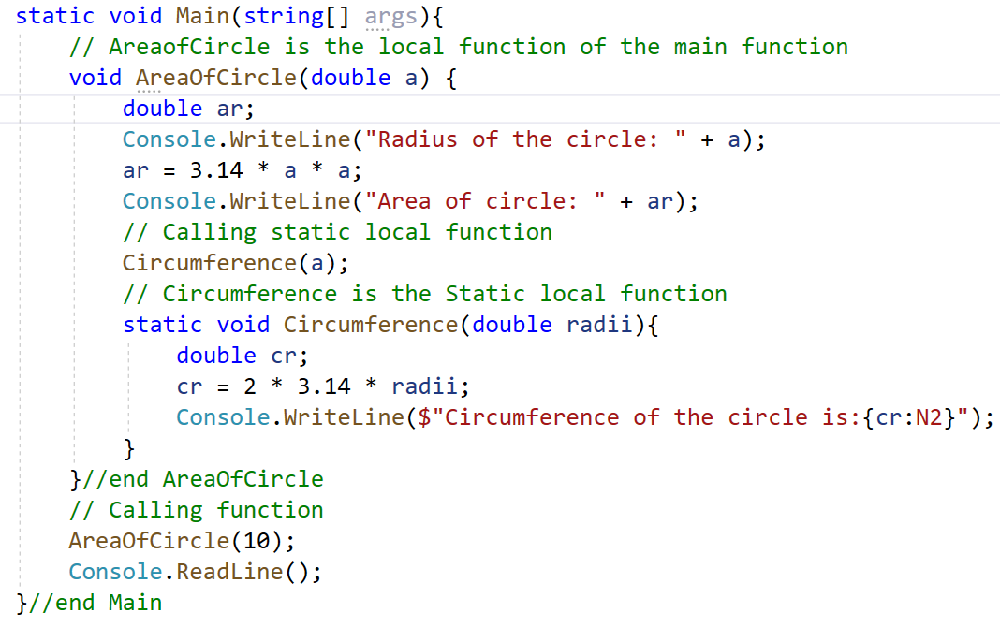 static void Main(string[] args){
    // AreaofCircle is the local function of the main function
    void AreaOfCircle(double a) {
        double ar;
        Console.WriteLine("Radius of the circle: " + a);
        ar = 3.14 * a * a;
        Console.WriteLine("Area of circle: " + ar);
        // Calling static local function
        Circumference(a);
        // Circumference is the Static local function
        static void Circumference(double radii){
            double cr;
            cr = 2 * 3.14 * radii;
            Console.WriteLine($"Circumference of the circle is:{cr:N2}");
        }
    }//end AreaOfCircle
    // Calling function
    AreaOfCircle(10);
    Console.ReadLine();
}//end Main